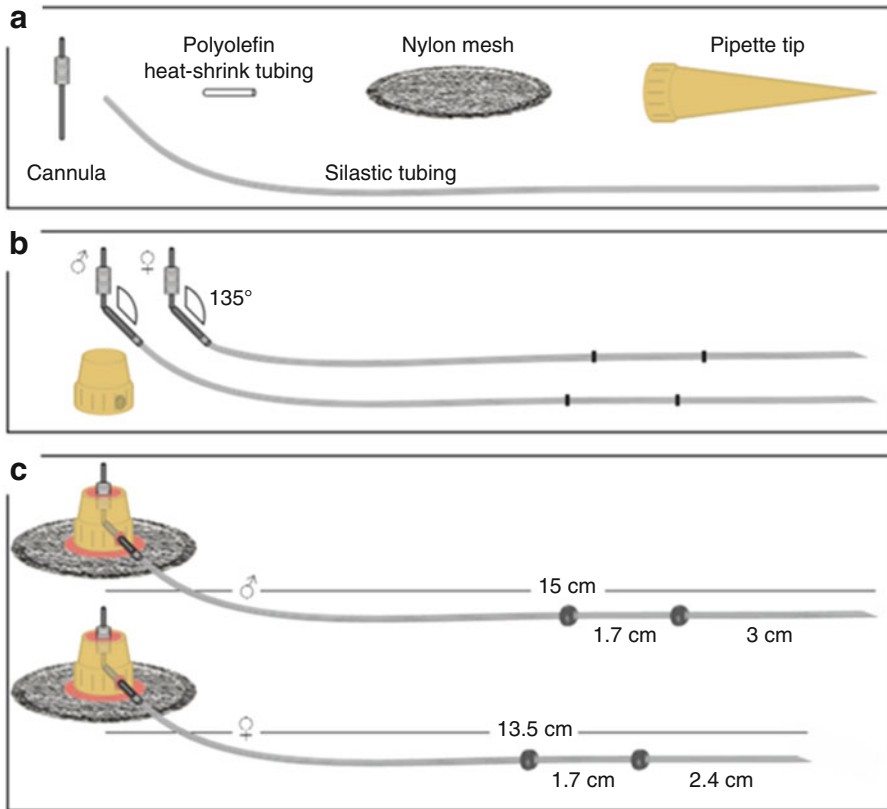 a
Polyolefin
heat-shrink tubing
Nylon mesh
Pipette tip
Cannula
Silastic tubing
b
♂
♀
135°
c
♂
15 cm
1.7 cm
3 cm
♀
13.5 cm
1.7 cm
2.4 cm